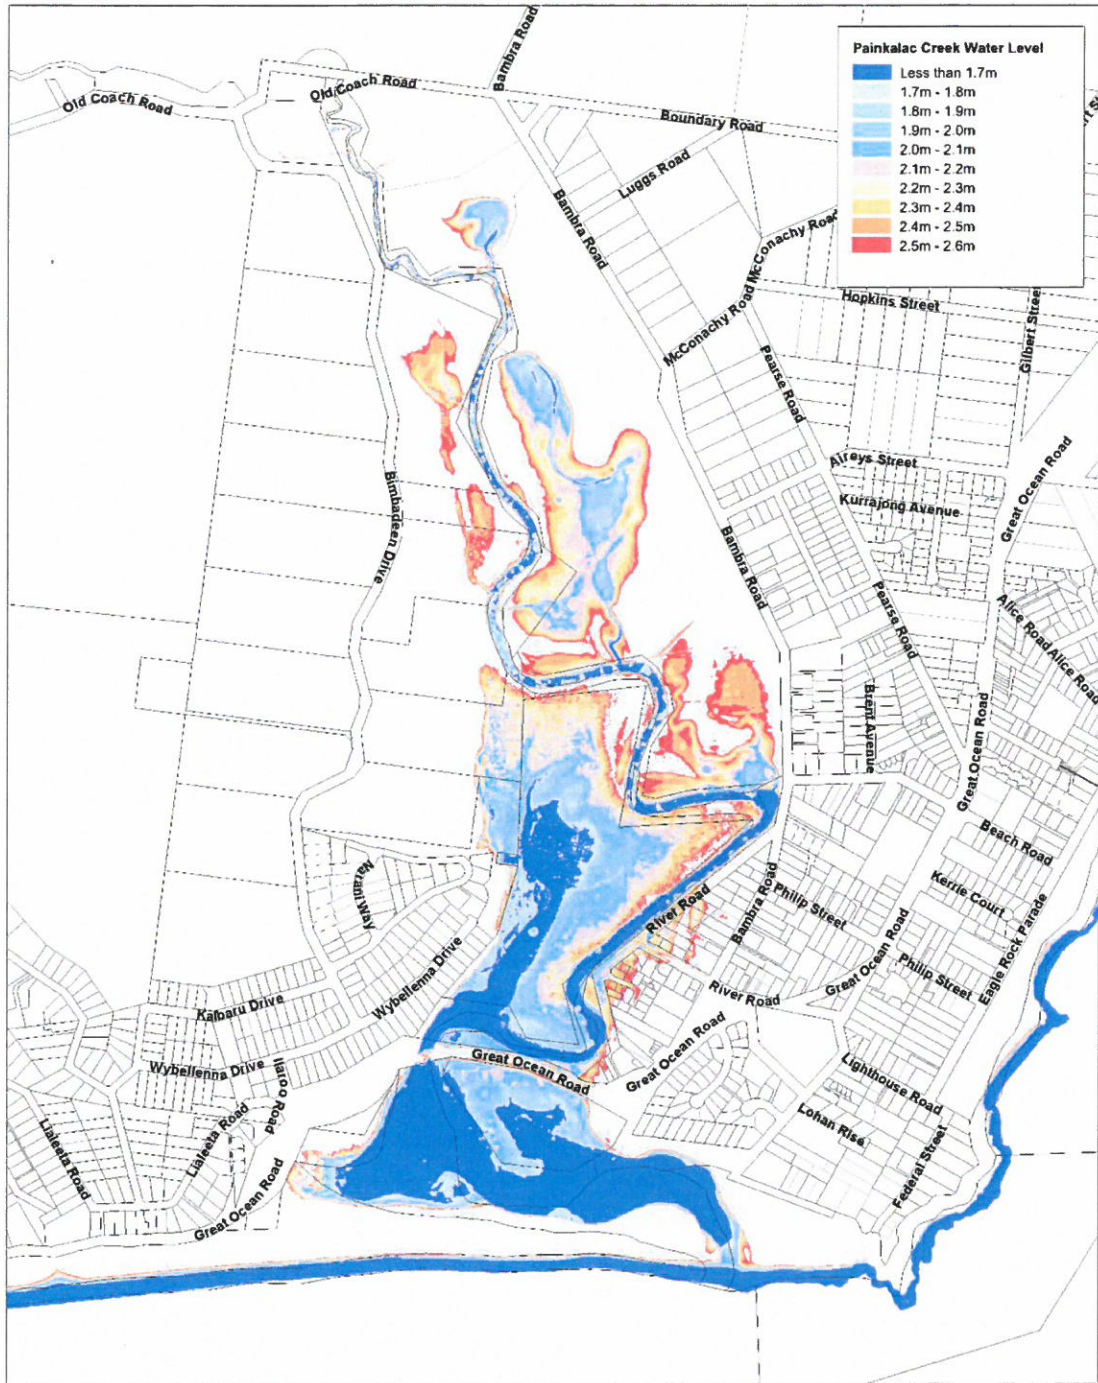 Painkalac Creek Water Level
Less than 1.7m
1.7m - 1.8m
1.8m - 1.9m
1.9m - 2.0m
2.0m - 2.1m
2.1m - 2.2m
2.2m - 2.3m
2.3m - 2.4m
2.4m - 2.5m
2.5m - 2.6m
Bambra Road
Old Coach Road
Old Coach Road
Boundary Road
Luggs Road
Bambra Road
McConachy Road
McConachy Road
Hopkins Street
Gilbert Street
Pearse Road
Aireys Street
Great Ocean Road
Kurrajong Avenue
Bimbadeen Drive
Bambra Road
Pearse Road
Alice Road
Alice Road
Brent Avenue
Great Ocean Road
Beach Road
Narani Way
Kerrie Court
Philip Street
Bambra Road
River Road
Eagle Rock Parade
Great Ocean Road
Philip Street
Wybellenna Drive
Kalbaru Drive
River Road
Great Ocean Road
Great Ocean Road
Wybellenna Drive
Ilaroo Road
Lighthouse Road
Lohan Rise
Lialeeta Road
Lialeeta Road
Federal Street
Great Ocean Road